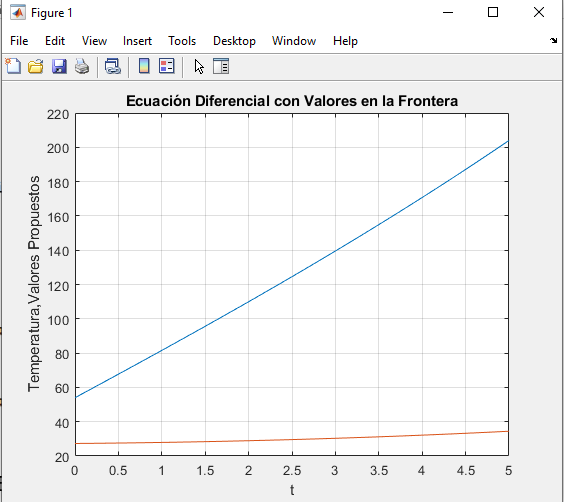 Figure 1
File Edit View Insert Tools Desktop Window Help
Ecuación Diferencial con Valores en la Frontera
220
200
180
160
140
120
100
80
60
40
20
Temperatura,Valores Propuestos
0 0.5 1 1.5 2 2.5 3 3.5 4 4.5 5
t